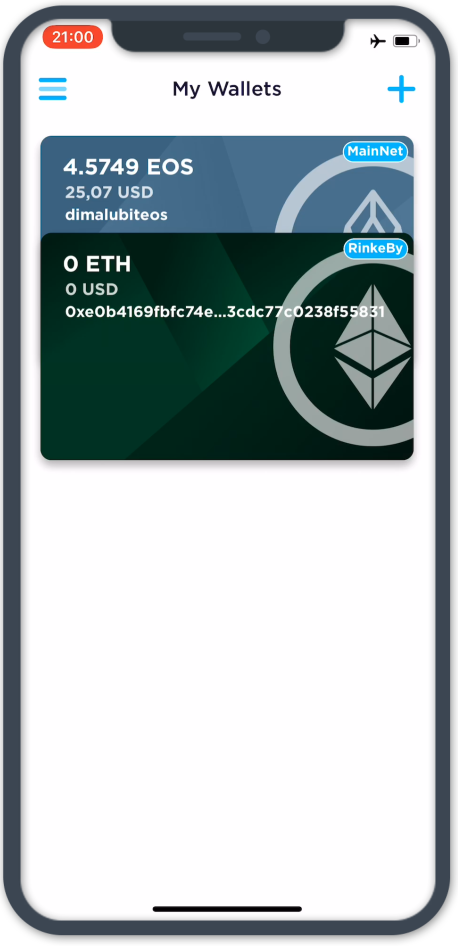 21:00
My Wallets
MainNet
4.5749 EOS
25,07 USD
dimalubiteos
RinkeBy
0 ETH
0 USD
0xe0b4169fbfc74e...3cdc77c0238f55831